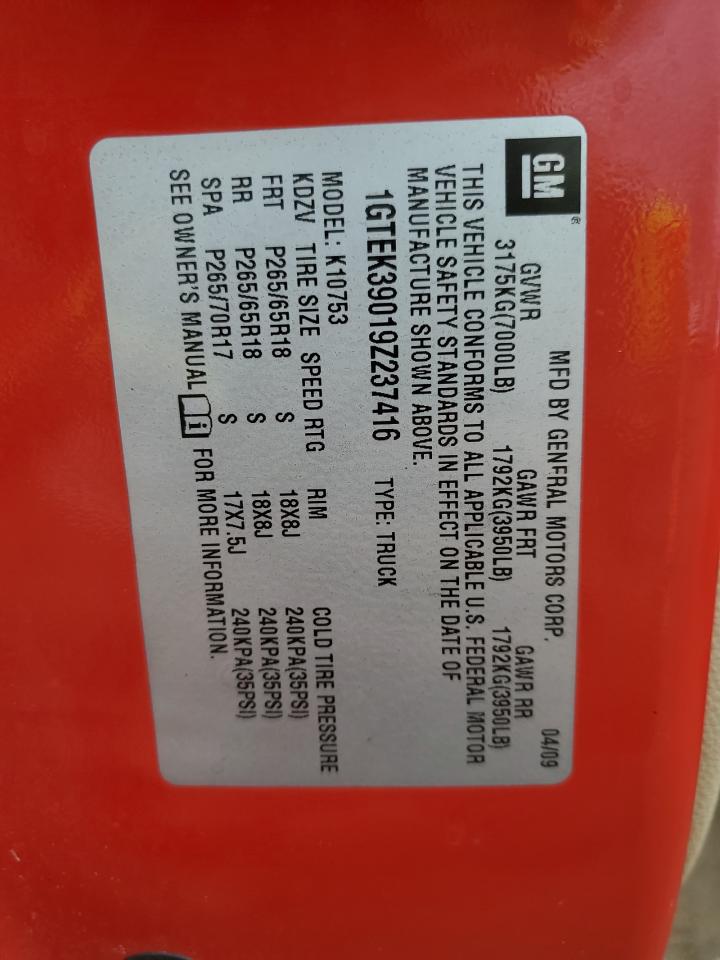 GM ®
MFD BY GENERAL MOTORS CORP. 04/09
GVWR GAWR FRT GAWR RR
3175KG(7000LB) 1792KG(3950LB) 1792KG(3950LB)
THIS VEHICLE CONFORMS TO ALL APPLICABLE U.S. FEDERAL MOTOR
VEHICLE SAFETY STANDARDS IN EFFECT ON THE DATE OF
MANUFACTURE SHOWN ABOVE.
1GTEK39019Z237416 TYPE: TRUCK
MODEL: K10753
KDZV TIRE SIZE SPEED RTG RIM COLD TIRE PRESSURE
FRT P265/65R18 S 18X8J 240KPA(35PSI)
RR P265/65R18 S 18X8J 240KPA(35PSI)
SPA P265/70R17 S 17X7.5J 240KPA(35PSI)
SEE OWNER'S MANUAL i FOR MORE INFORMATION.